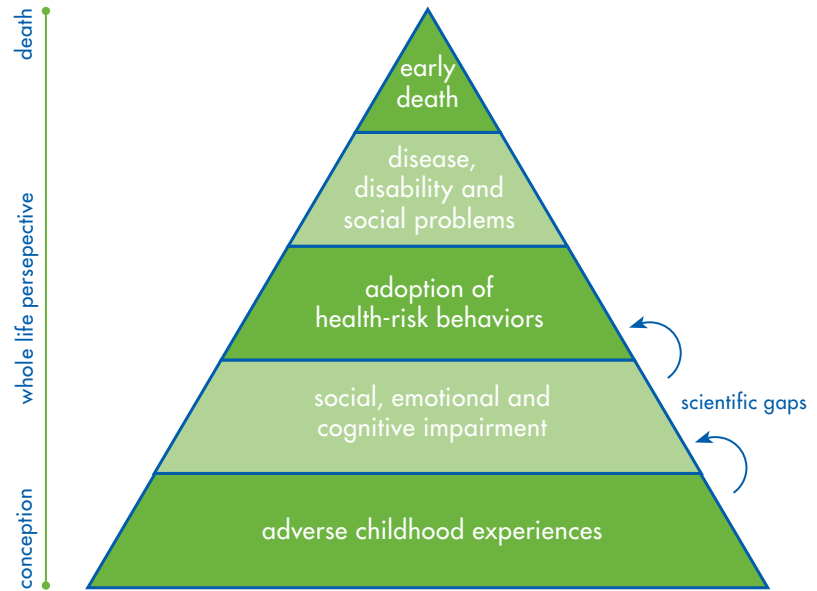 death
whole life persepective
conception
early
death
disease,
disability and
social problems
adoption of
health-risk behaviors
social, emotional and
cognitive impairment
adverse childhood experiences
scientific gaps